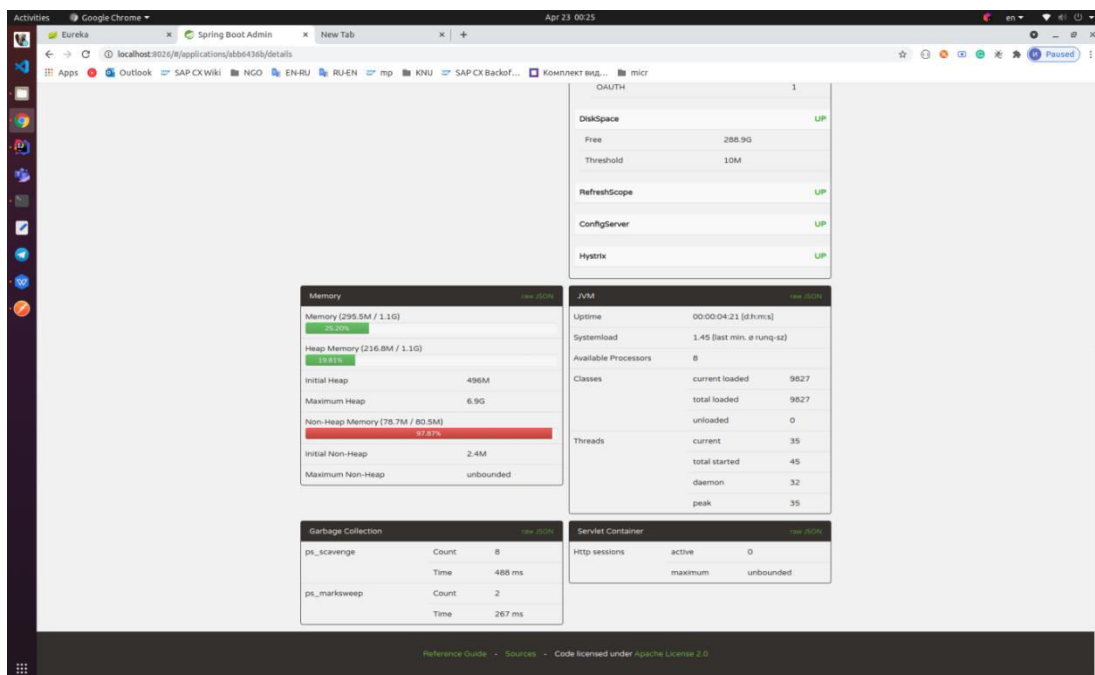 Activities Google Chrome Apr 23 00:25 en
Eureka Spring Boot Admin New Tab
localhost:8026/#/applications/abb6436b/details Paused
Apps Outlook SAP CX Wiki NGO EN-RU RU-EN mp KNU SAP CX Backof... Комплект вид... micr
OAUTH 1
DiskSpace UP
Free 288.9G
Threshold 10M
RefreshScope UP
ConfigServer UP
Hystrix UP
Memory raw JSON
Memory (295.5M / 1.1G)
25.20%
Heap Memory (216.8M / 1.1G)
19.81%
Initial Heap 496M
Maximum Heap 6.9G
Non-Heap Memory (78.7M / 80.5M)
97.87%
Initial Non-Heap 2.4M
Maximum Non-Heap unbounded
JVM raw JSON
Uptime 00:00:04:21 [d:h:m:s]
Systemload 1.45 (last min. ø runq-sz)
Available Processors 8
Classes current loaded 9827
total loaded 9827
unloaded 0
Threads current 35
total started 45
daemon 32
peak 35
Garbage Collection raw JSON
ps_scavenge Count 8
Time 488 ms
ps_marksweep Count 2
Time 267 ms
Servlet Container raw JSON
Http sessions active 0
maximum unbounded
Reference Guide - Sources - Code licensed under Apache License 2.0